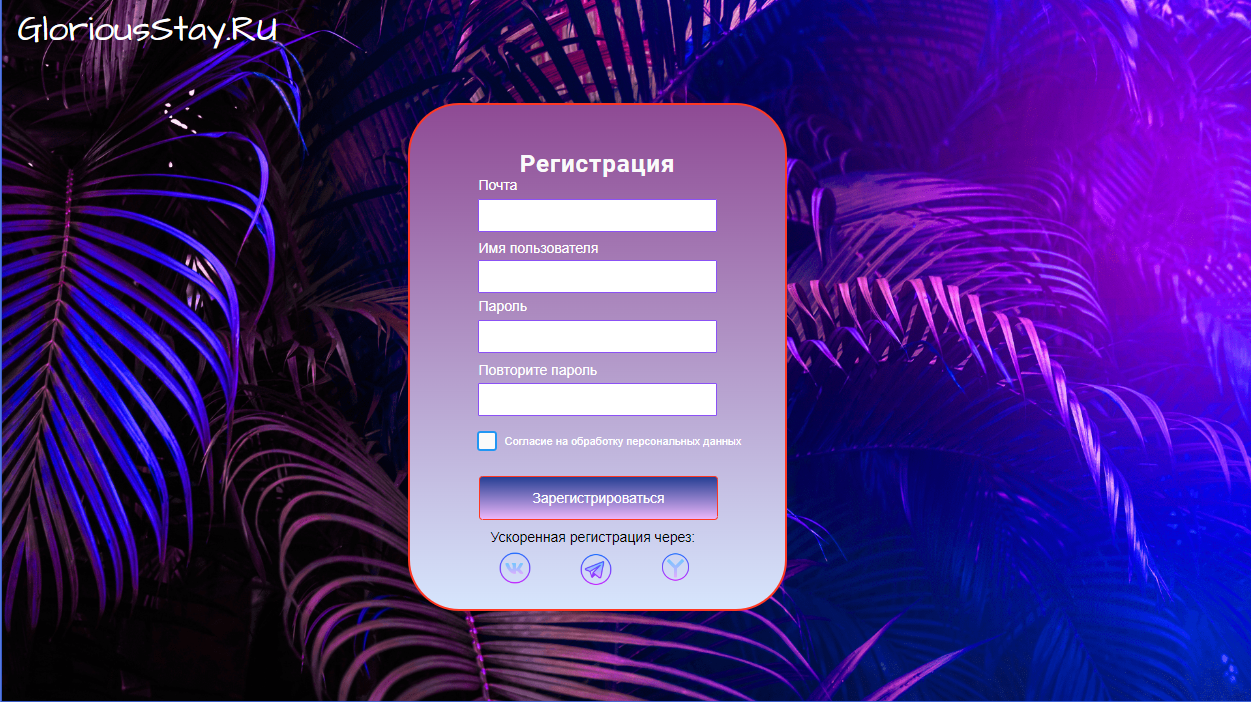 GloriousStay.RU
Регистрация
Почта
Имя пользователя
Пароль
Повторите пароль
Согласие на обработку персональных данных
Зарегистрироваться
Ускоренная регистрация через: